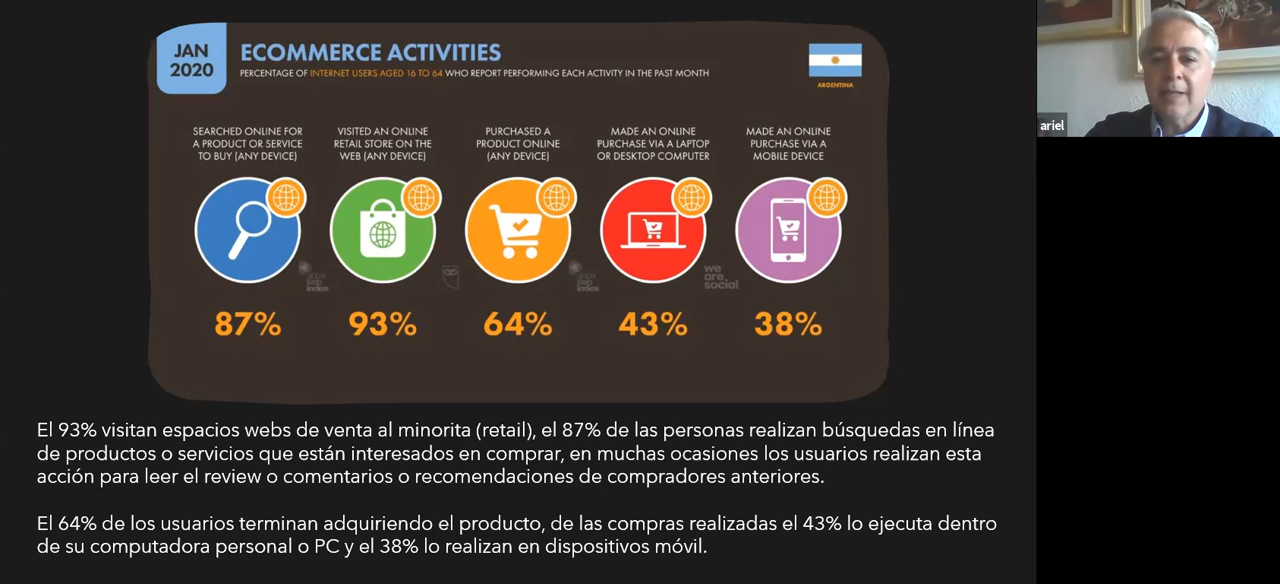 JAN
2020
ECOMMERCE ACTIVITIES
PERCENTAGE OF INTERNET USERS AGED 16 TO 64 WHO REPORT PERFORMING EACH ACTIVITY IN THE PAST MONTH
ARGENTINA
SEARCHED ONLINE FOR
A PRODUCT OR SERVICE
TO BUY (ANY DEVICE)
VISITED AN ONLINE
RETAIL STORE ON THE
WEB (ANY DEVICE)
PURCHASED A
PRODUCT ONLINE
(ANY DEVICE)
MADE AN ONLINE
PURCHASE VIA A LAPTOP
OR DESKTOP COMPUTER
MADE AN ONLINE
PURCHASE VIA A
MOBILE DEVICE
global
web
index
global
web
index
we
are.
social
87%
93%
64%
43%
38%
El 93% visitan espacios webs de venta al minorita (retail), el 87% de las personas realizan búsquedas en línea
de productos o servicios que están interesados en comprar, en muchas ocasiones los usuarios realizan esta
acción para leer el review o comentarios o recomendaciones de compradores anteriores.
El 64% de los usuarios terminan adquiriendo el producto, de las compras realizadas el 43% lo ejecuta dentro
de su computadora personal o PC y el 38% lo realizan en dispositivos móvil.
ariel